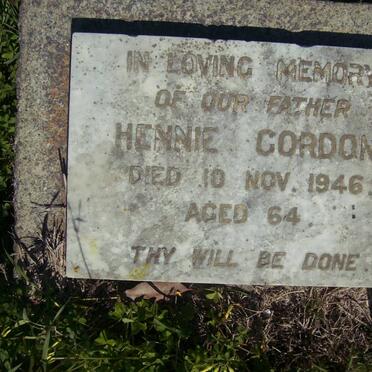 IN LOVING MEMORY
OF OUR FATHER
HENNIE GORDON
DIED 10 NOV. 1946.
AGED 64
THY WILL BE DONE